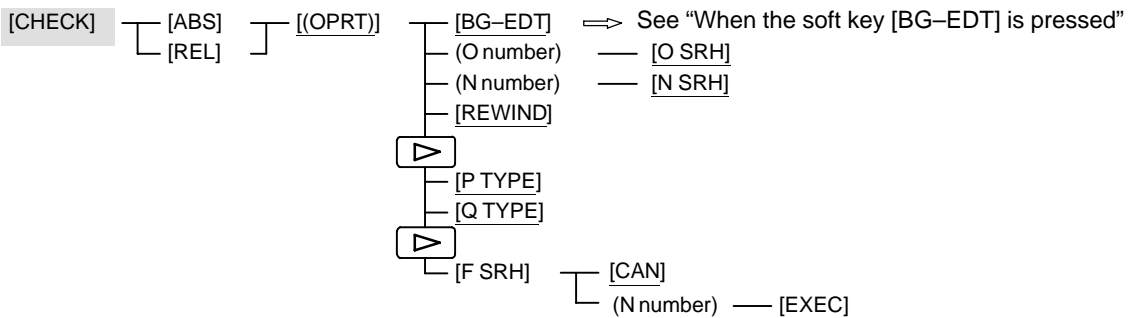 [CHECK] [ABS] [(OPRT)] [BG–EDT] See “When the soft key [BG–EDT] is pressed”
[REL] (O number) [O SRH]
(N number) [N SRH]
[REWIND]
[P TYPE]
[Q TYPE]
[F SRH] [CAN]
(N number) [EXEC]